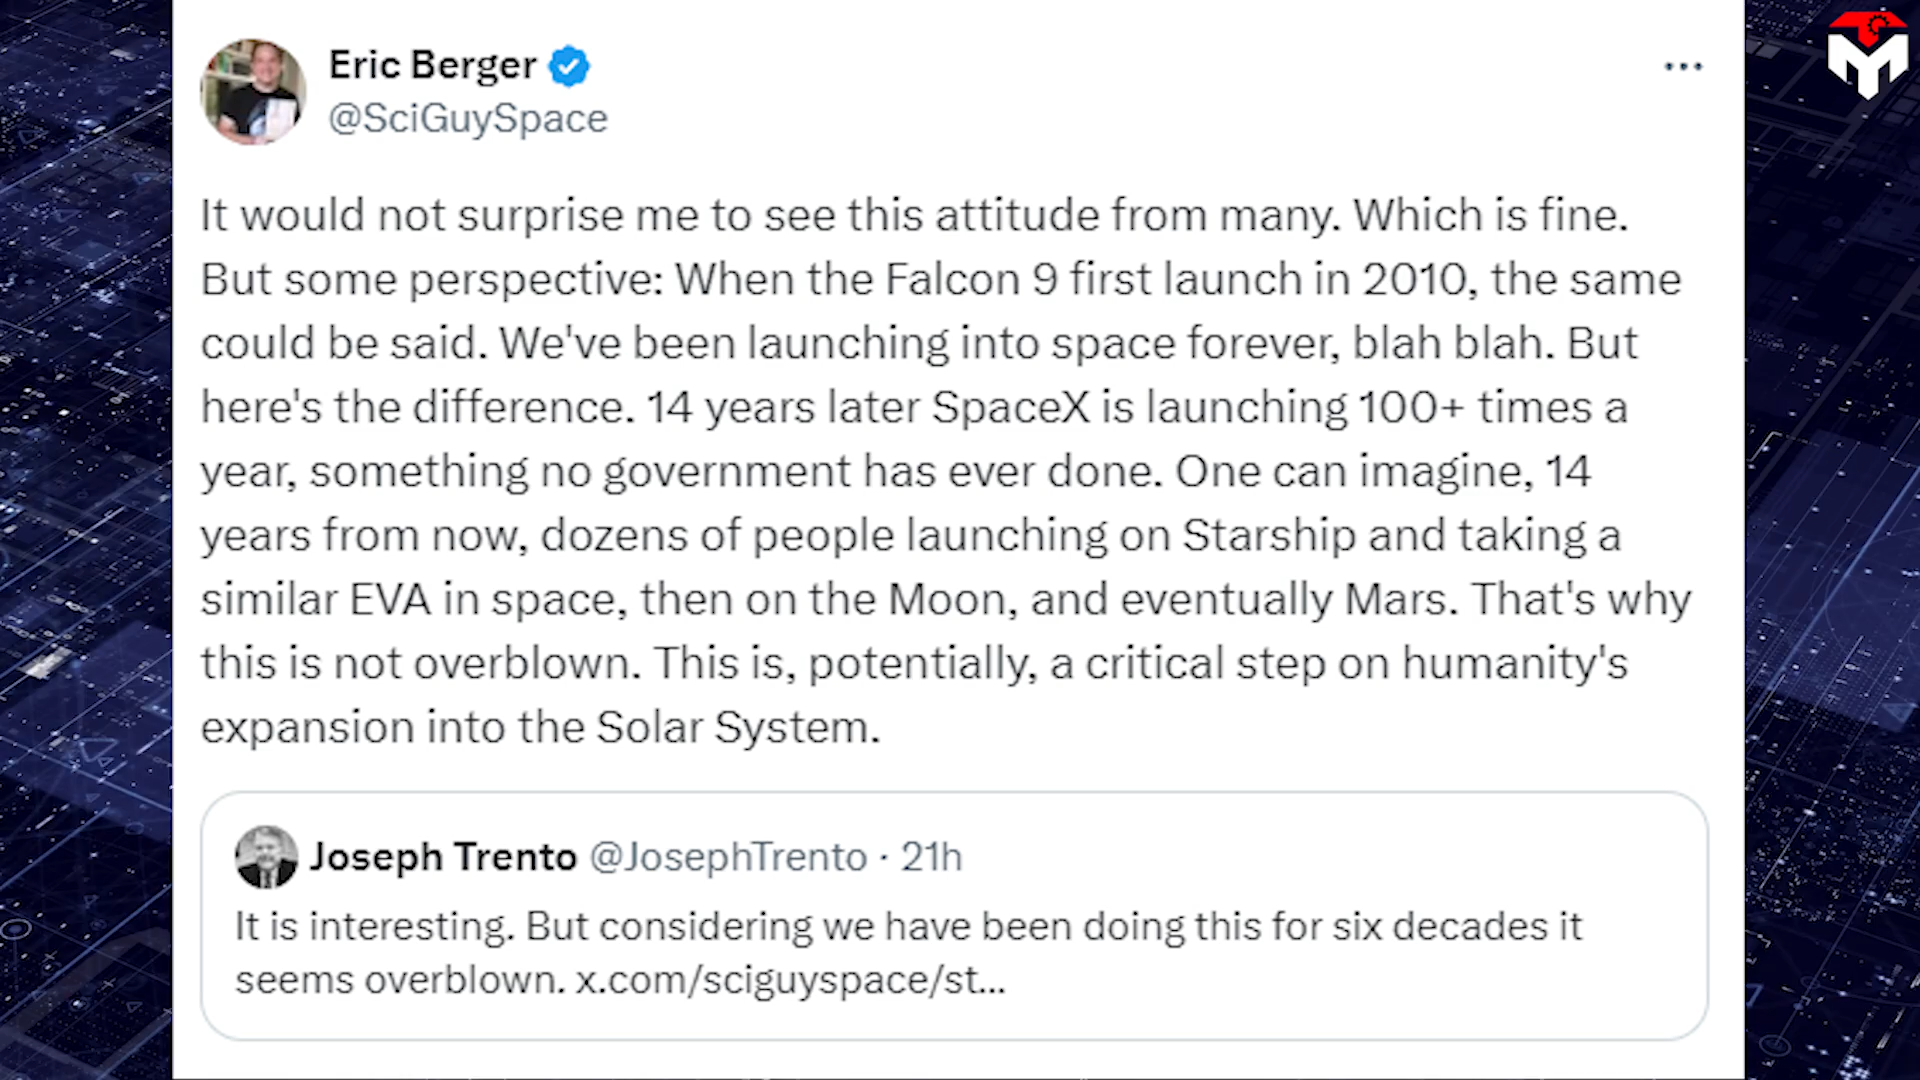 Eric Berger
@SciGuySpace
It would not surprise me to see this attitude from many. Which is fine.
But some perspective: When the Falcon 9 first launch in 2010, the same
could be said. We've been launching into space forever, blah blah. But
here's the difference. 14 years later SpaceX is launching 100+ times a
year, something no government has ever done. One can imagine, 14
years from now, dozens of people launching on Starship and taking a
similar EVA in space, then on the Moon, and eventually Mars. That's why
this is not overblown. This is, potentially, a critical step on humanity's
expansion into the Solar System.
Joseph Trento @JosephTrento · 21h
It is interesting. But considering we have been doing this for six decades it
seems overblown. x.com/sciguyspace/st...